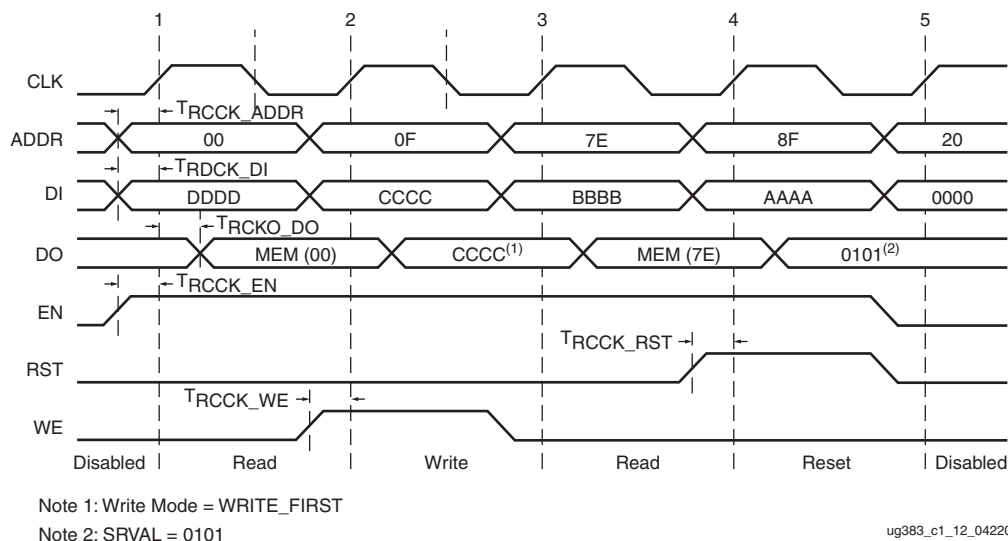 1 2 3 4 5
CLK
TRCCK_ADDR
ADDR 00 0F 7E 8F 20
TRDCK_DI
DI DDDD CCCC BBBB AAAA 0000
TRCKO_DO
DO MEM (00) CCCC(1) MEM (7E) 0101(2)
TRCCK_EN
EN
TRCCK_RST
RST
TRCCK_WE
WE
Disabled Read Write Read Reset Disabled
Note 1: Write Mode = WRITE_FIRST
Note 2: SRVAL = 0101
ug383_c1_12_04220